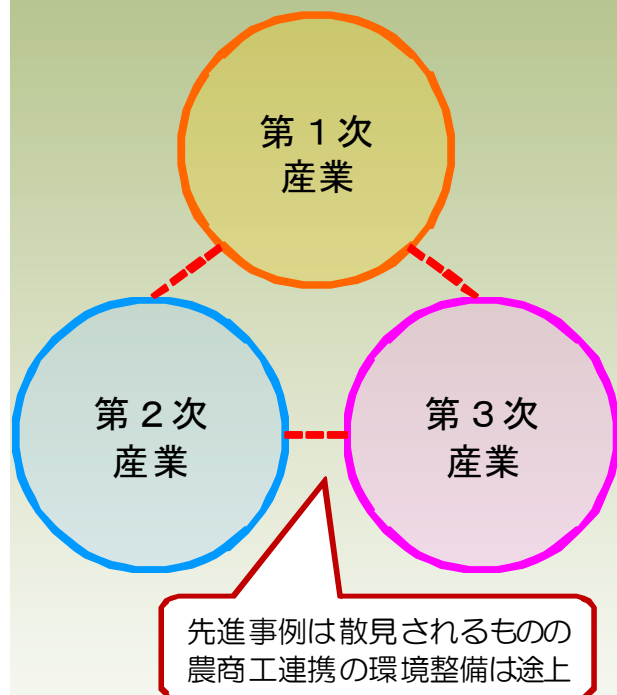 第１次
産業
第２次
産業
第３次
産業
先進事例は散見されるものの
農商工連携の環境整備は途上